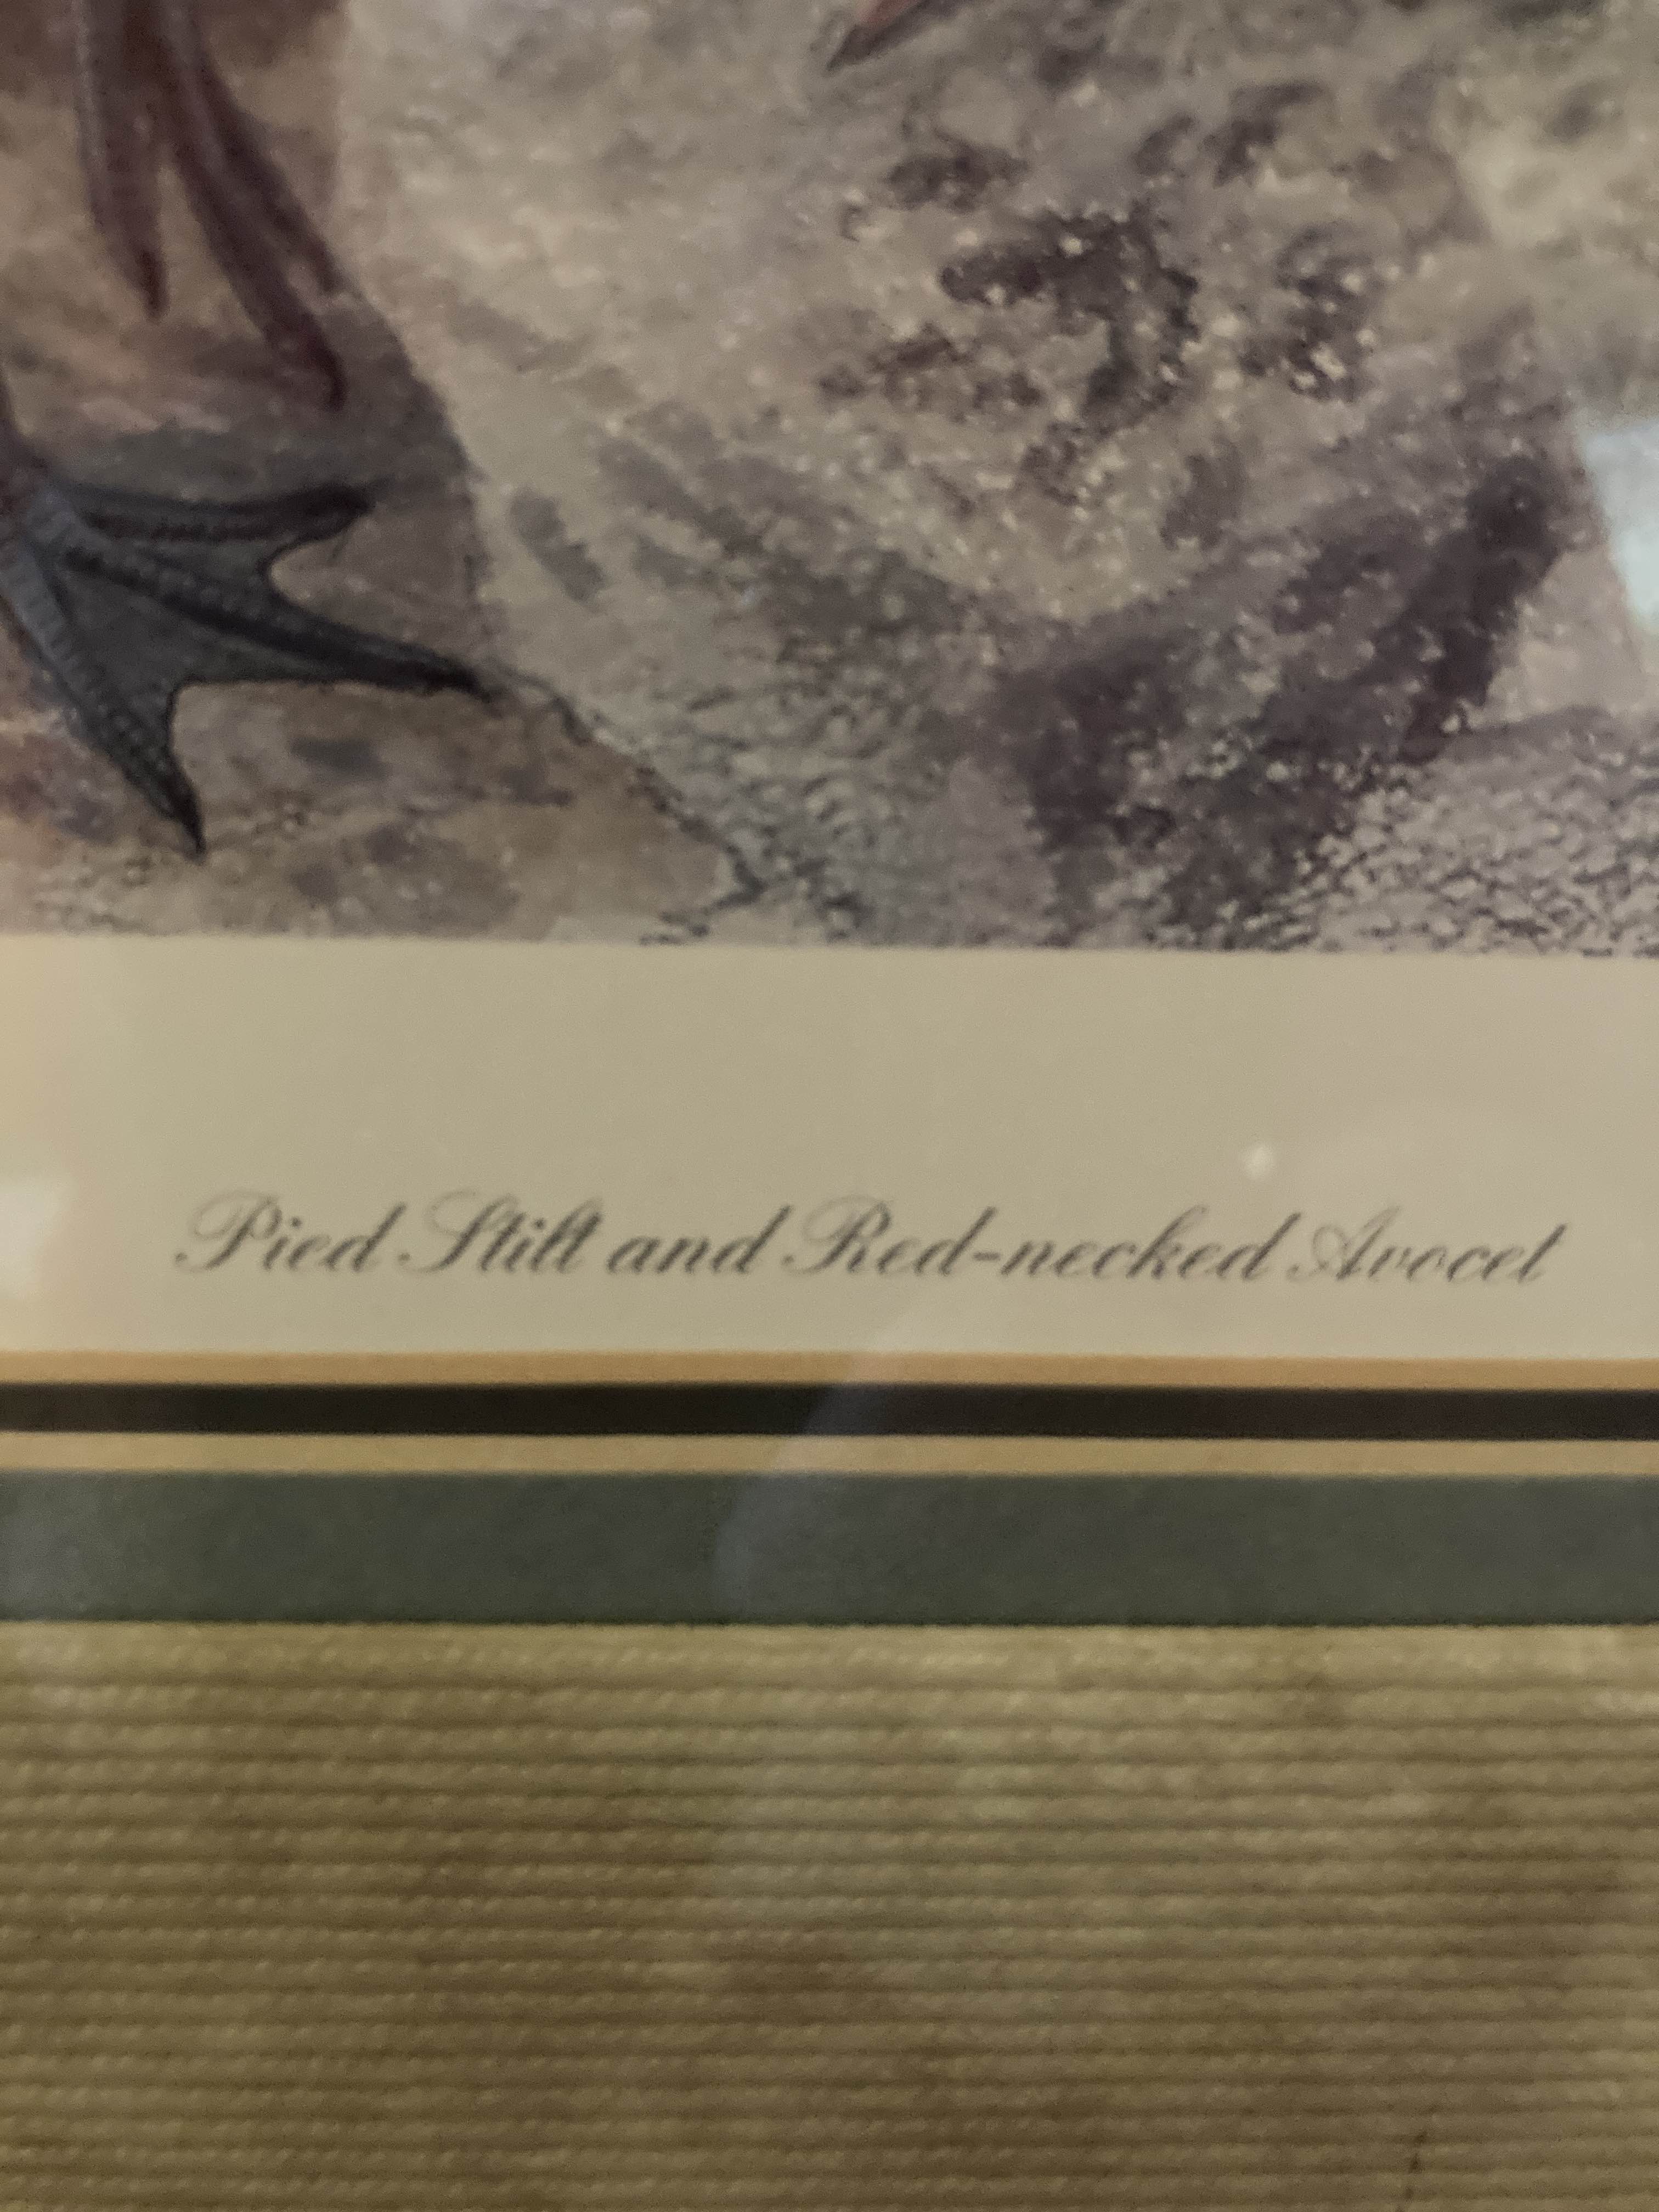 Pied Stilt and Red-necked Avocet